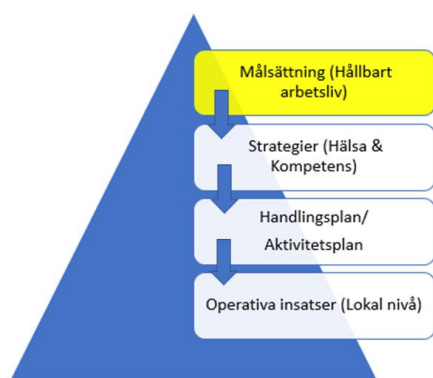 Målsättning (Hållbart
arbetsliv)
Strategier (Hälsa &
Kompetens)
Handlingsplan/
Aktivitetsplan
Operativa insatser (Lokal nivå)